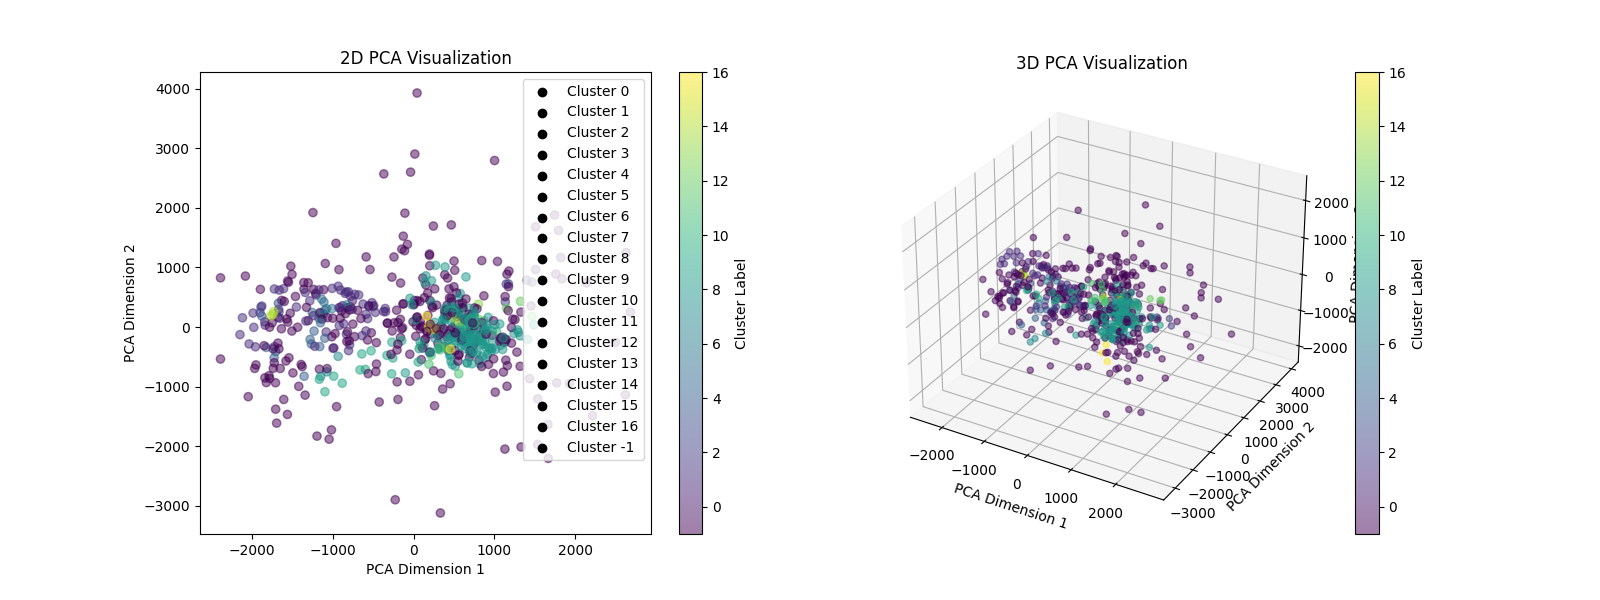 2D PCA Visualization
4000
3000
2000
1000
0
−1000
−2000
−3000
PCA Dimension 2
−2000 −1000 0 1000 2000
PCA Dimension 1
Cluster 0
Cluster 1
Cluster 2
Cluster 3
Cluster 4
Cluster 5
Cluster 6
Cluster 7
Cluster 8
Cluster 9
Cluster 10
Cluster 11
Cluster 12
Cluster 13
Cluster 14
Cluster 15
Cluster 16
Cluster -1
16
14
12
10
8
6
4
2
0
Cluster Label
3D PCA Visualization
2000
1000
0
−1000
−2000
4000
3000
2000
1000
0
−1000
−2000
−3000
PCA Dimension 2
−2000
−1000
0
1000
2000
PCA Dimension 1
16
14
12
10
8
6
4
2
0
Cluster Label